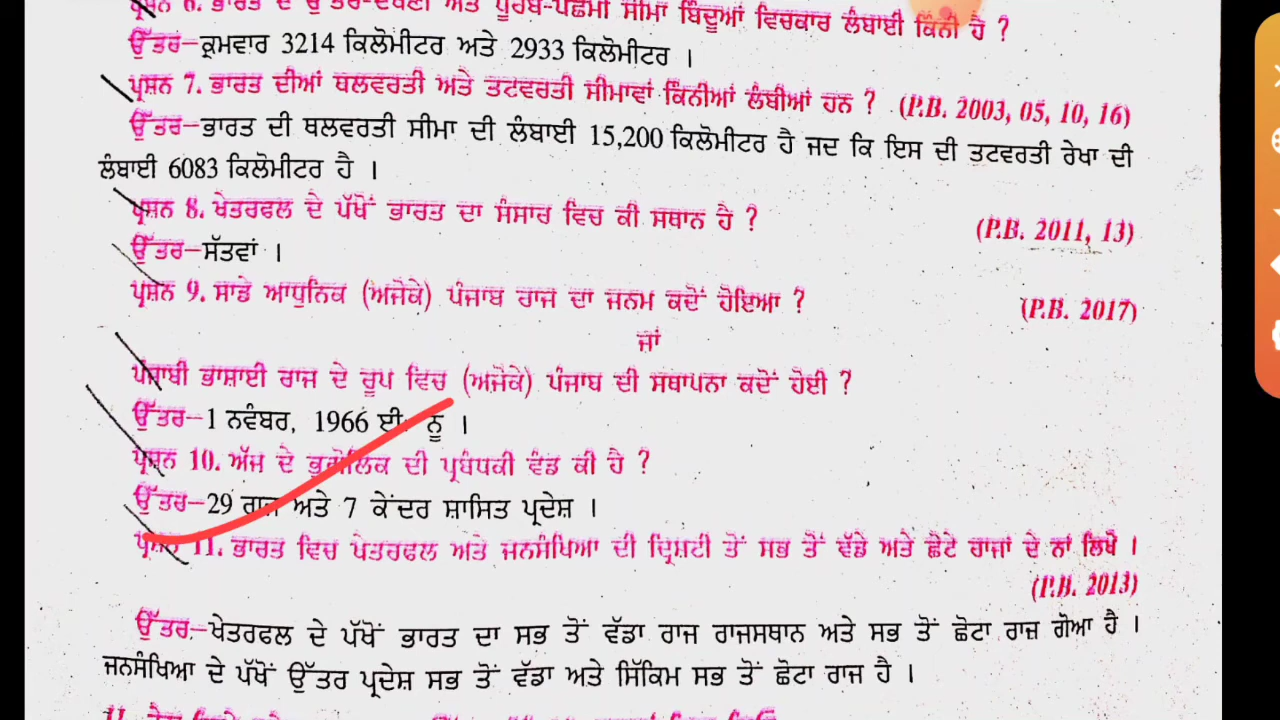 ਪ੍ਰਸ਼ਨ 6. ਭਾਰਤ ਦੇ ਉੱਤਰ-ਦੱਖਣੀ ਅਤੇ ਪੂਰਬ-ਪੱਛਮੀ ਸੀਮਾ ਬਿੰਦੂਆਂ ਵਿਚਕਾਰ ਲੰਬਾਈ ਕਿੰਨੀ ਹੈ ?
ਉੱਤਰ–ਕ੍ਰਮਵਾਰ 3214 ਕਿਲੋਮੀਟਰ ਅਤੇ 2933 ਕਿਲੋਮੀਟਰ ।
ਪ੍ਰਸ਼ਨ 7. ਭਾਰਤ ਦੀਆਂ ਥਲਵਰਤੀ ਅਤੇ ਤਟਵਰਤੀ ਸੀਮਾਵਾਂ ਕਿੰਨੀਆਂ ਲੰਬੀਆਂ ਹਨ ? (P.B. 2003, 05, 10, 16)
ਉੱਤਰ–ਭਾਰਤ ਦੀ ਥਲਵਰਤੀ ਸੀਮਾ ਦੀ ਲੰਬਾਈ 15,200 ਕਿਲੋਮੀਟਰ ਹੈ ਜਦ ਕਿ ਇਸ ਦੀ ਤਟਵਰਤੀ ਰੇਖਾ ਦੀ
ਲੰਬਾਈ 6083 ਕਿਲੋਮੀਟਰ ਹੈ ।
ਪ੍ਰਸ਼ਨ 8. ਖੇਤਰਫਲ ਦੇ ਪੱਖੋਂ ਭਾਰਤ ਦਾ ਸੰਸਾਰ ਵਿਚ ਕੀ ਸਥਾਨ ਹੈ ? (P.B. 2011, 13)
ਉੱਤਰ–ਸੱਤਵਾਂ ।
ਪ੍ਰਸ਼ਨ 9. ਸਾਡੇ ਆਧੁਨਿਕ (ਅਜੋਕੇ) ਪੰਜਾਬ ਰਾਜ ਦਾ ਜਨਮ ਕਦੋਂ ਹੋਇਆ ? (P.B. 2017)
ਜਾਂ
ਪੰਜਾਬੀ ਭਾਸ਼ਾਈ ਰਾਜ ਦੇ ਰੂਪ ਵਿਚ (ਅਜੋਕੇ) ਪੰਜਾਬ ਦੀ ਸਥਾਪਨਾ ਕਦੋਂ ਹੋਈ ?
ਉੱਤਰ–1 ਨਵੰਬਰ, 1966 ਈ. ਨੂੰ ।
ਪ੍ਰਸ਼ਨ 10. ਅੱਜ ਦੇ ਭੂਗੋਲਿਕ ਦੀ ਪ੍ਰਬੰਧਕੀ ਵੰਡ ਕੀ ਹੈ ?
ਉੱਤਰ–29 ਰਾਜ ਅਤੇ 7 ਕੇਂਦਰ ਸ਼ਾਸਿਤ ਪ੍ਰਦੇਸ਼ ।
ਪ੍ਰਸ਼ਨ 11. ਭਾਰਤ ਵਿਚ ਖੇਤਰਫਲ ਅਤੇ ਜਨਸੰਖਿਆ ਦੀ ਦ੍ਰਿਸ਼ਟੀ ਤੋਂ ਸਭ ਤੋਂ ਵੱਡੇ ਅਤੇ ਛੋਟੇ ਰਾਜਾਂ ਦੇ ਨਾਂ ਲਿਖੋ ।
(P.B. 2013)
ਉੱਤਰ–ਖੇਤਰਫਲ ਦੇ ਪੱਖੋਂ ਭਾਰਤ ਦਾ ਸਭ ਤੋਂ ਵੱਡਾ ਰਾਜ ਰਾਜਸਥਾਨ ਅਤੇ ਸਭ ਤੋਂ ਛੋਟਾ ਰਾਜ਼ ਗੋਆ ਹੈ ।
ਜਨਸੰਖਿਆ ਦੇ ਪੱਖੋਂ ਉੱਤਰ ਪ੍ਰਦੇਸ਼ ਸਭ ਤੋਂ ਵੱਡਾ ਅਤੇ ਸਿੱਕਿਮ ਸਭ ਤੋਂ ਛੋਟਾ ਰਾਜ ਹੈ ।